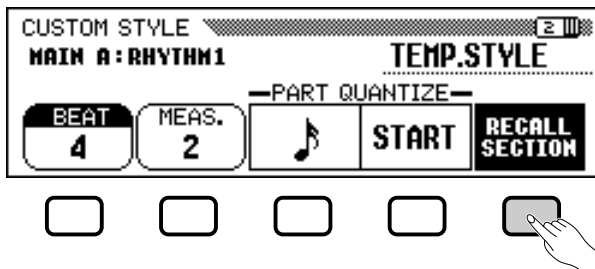 CUSTOM STYLE 2
MAIN A:RHYTHM1 TEMP.STYLE
PART QUANTIZE
BEAT MEAS. START RECALL
4 2 SECTION